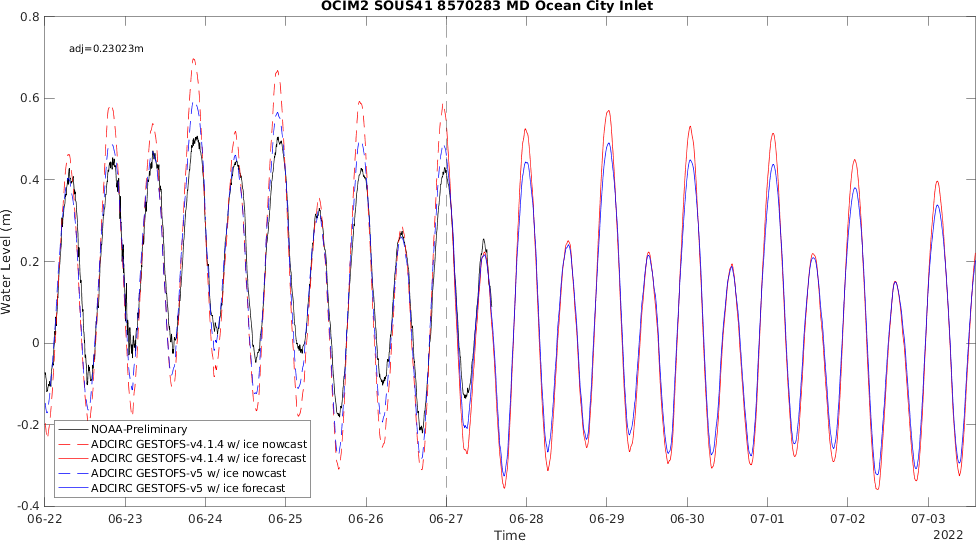 OCIM2 SOUS41 8570283 MD Ocean City Inlet
adj=0.23023m
0.8
0.6
0.4
0.2
0
-0.2
-0.4
Water Level (m)
NOAA-Preliminary
ADCIRC GESTOFS-v4.1.4 w/ ice nowcast
ADCIRC GESTOFS-v4.1.4 w/ ice forecast
ADCIRC GESTOFS-v5 w/ ice nowcast
ADCIRC GESTOFS-v5 w/ ice forecast
06-22 06-23 06-24 06-25 06-26 06-27 06-28 06-29 06-30 07-01 07-02 07-03
Time
2022